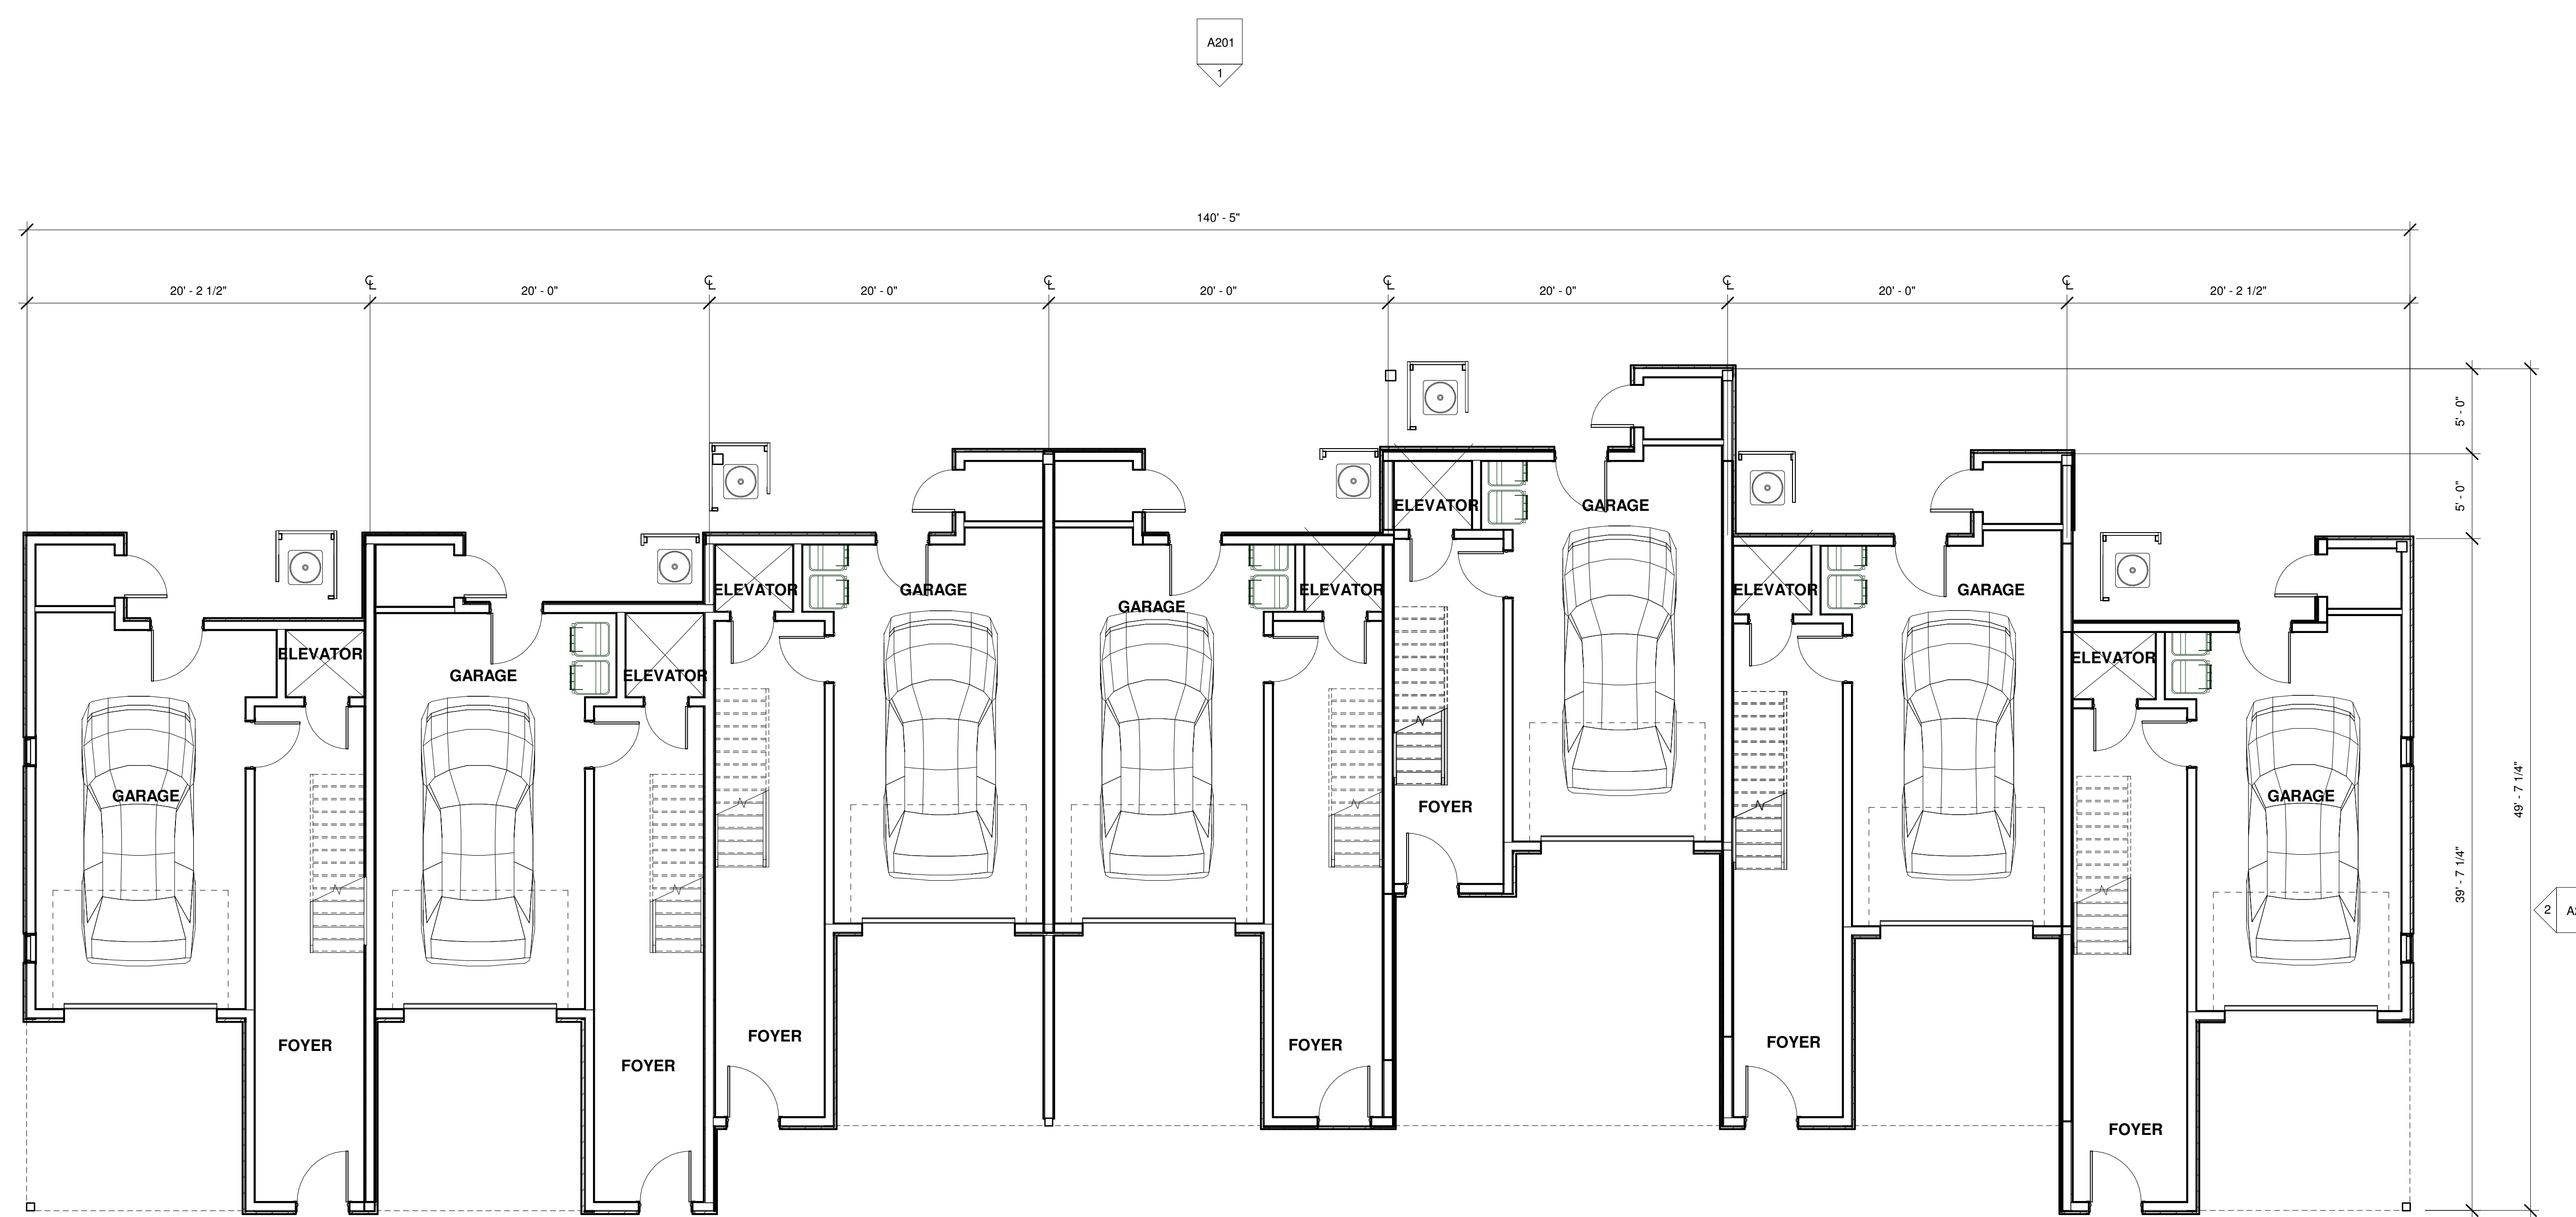 A201
1
140' - 5"
℄ ℄ ℄ ℄ ℄ ℄
20' - 2 1/2" 20' - 0" 20' - 0" 20' - 0" 20' - 0" 20' - 0" 20' - 2 1/2"
5' - 0"
5' - 0"
ELEVATOR GARAGE
ELEVATOR GARAGE GARAGE ELEVATOR ELEVATOR GARAGE
ELEVATOR GARAGE ELEVATOR ELEVATOR
GARAGE FOYER GARAGE
49' - 7 1/4"
39' - 7 1/4"
2
FOYER FOYER FOYER FOYER FOYER
FOYER